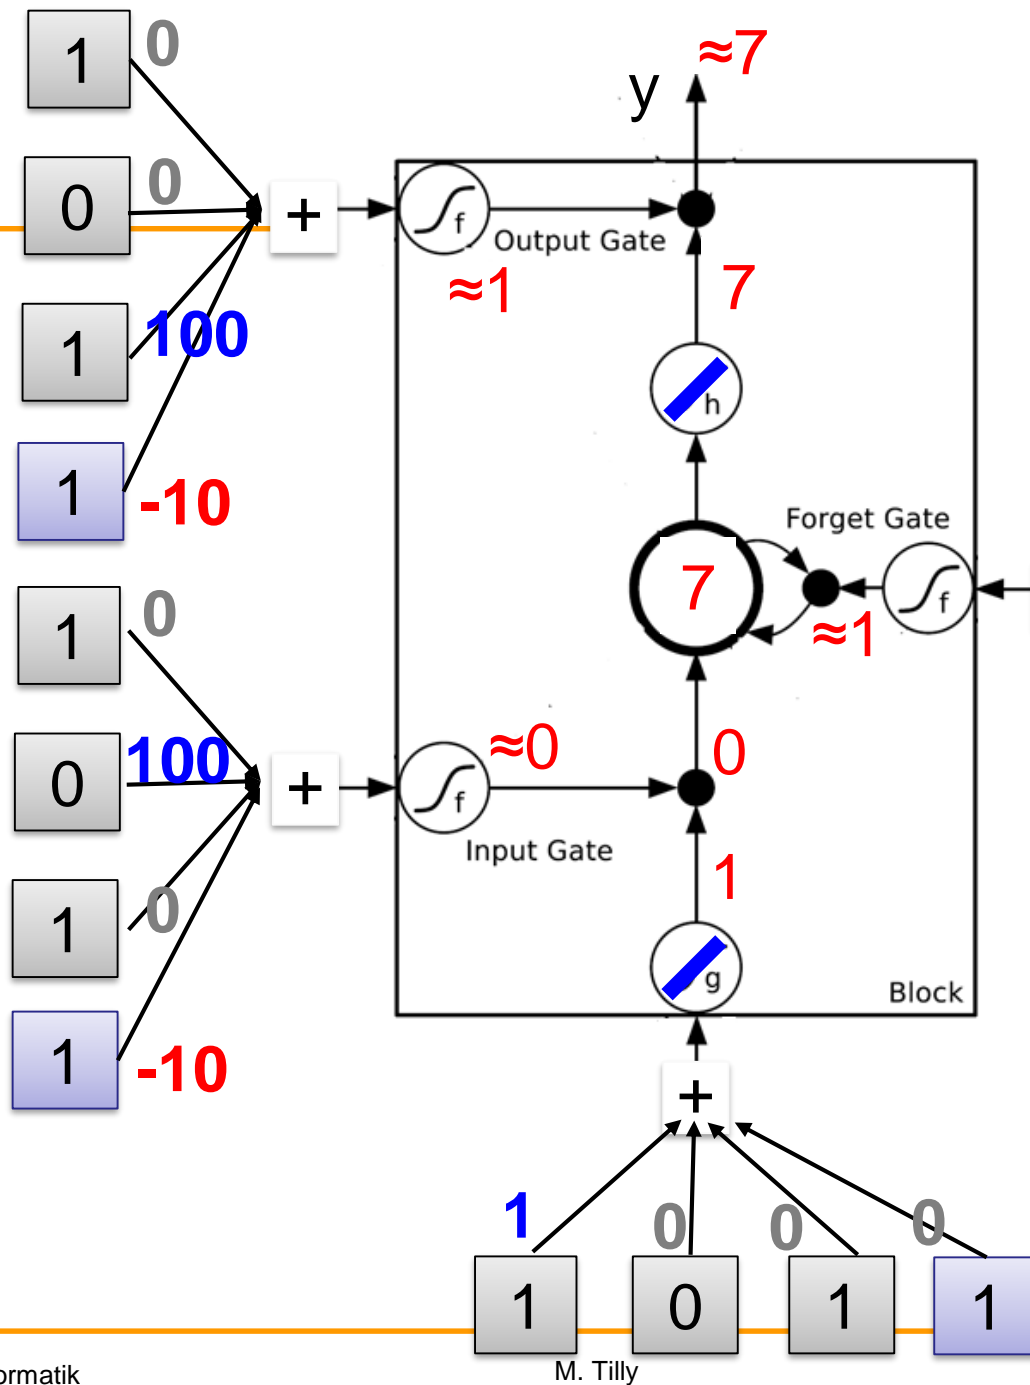 1 0
≈7
y
0 0
+
f
Output Gate
≈1
7
1 100
h
1 -10
Forget Gate
7
f
≈1
1 0
0 100
≈0
0
+
f
Input Gate
1
1 0
g
Block
1 -10
+
1 0 0 0
1 0 1 1
ormatik
M. Tilly